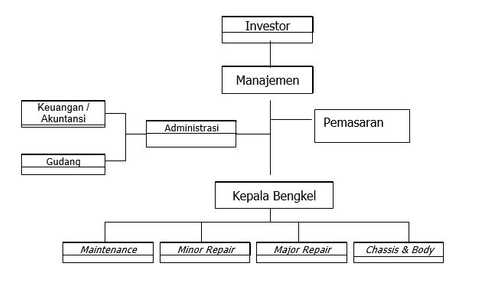 Investor
Manajemen
Keuangan /
Akuntansi
Administrasi
Pemasaran
Gudang
Kepala Bengkel
Maintenance
Minor Repair
Major Repair
Chassis & Body